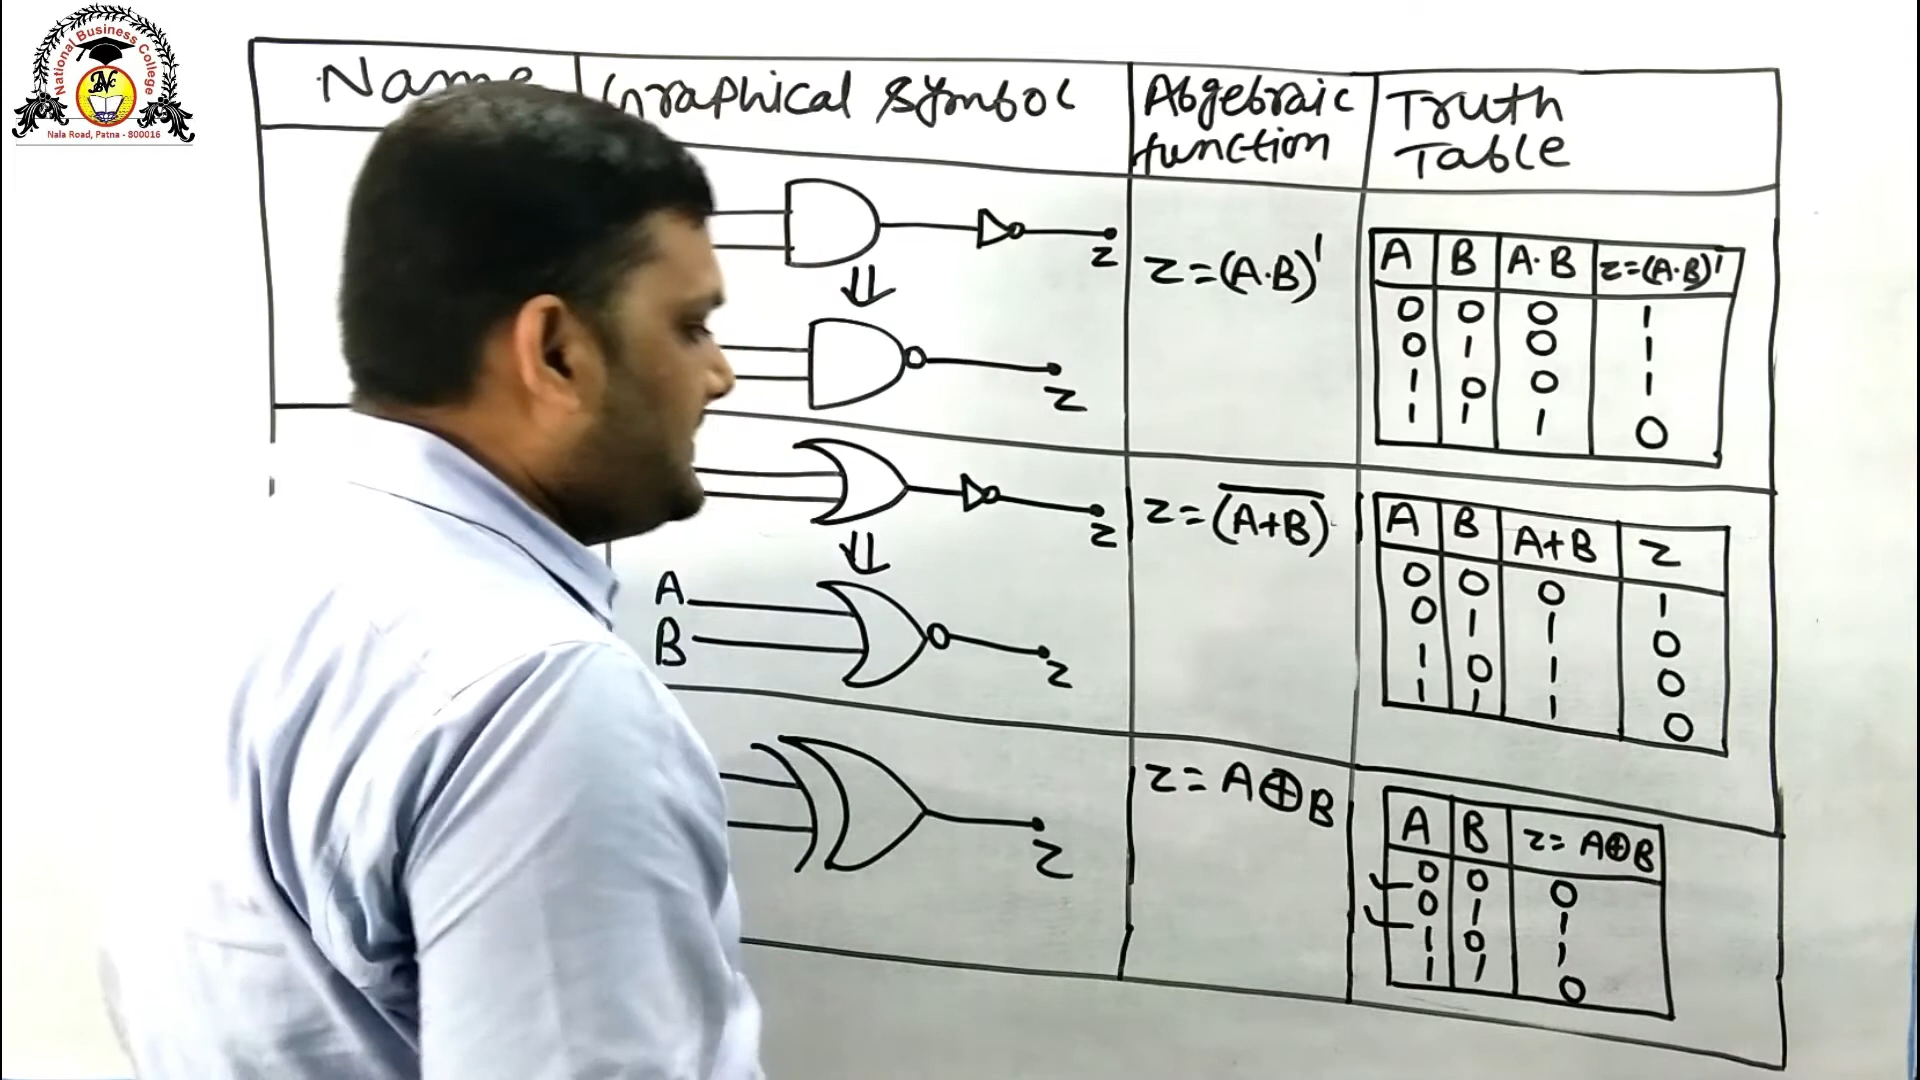 National Business College
NBC
Nala Road, Patna - 800016
Name
Graphical Symbol
Algebraic
function
Truth
Table
z
z
z=(A·B)'
A B A·B z=(A·B)'
0 0 0 1
0 1 0 1
1 0 0 1
1 1 1 0
z
A
B
z
z=(A+B)
A B A+B z
0 0 0 1
0 1 1 0
1 0 1 0
1 1 1 0
z
z= A⊕B
A B z= A⊕B
0 0 0
0 1 1
1 0 1
1 1 0